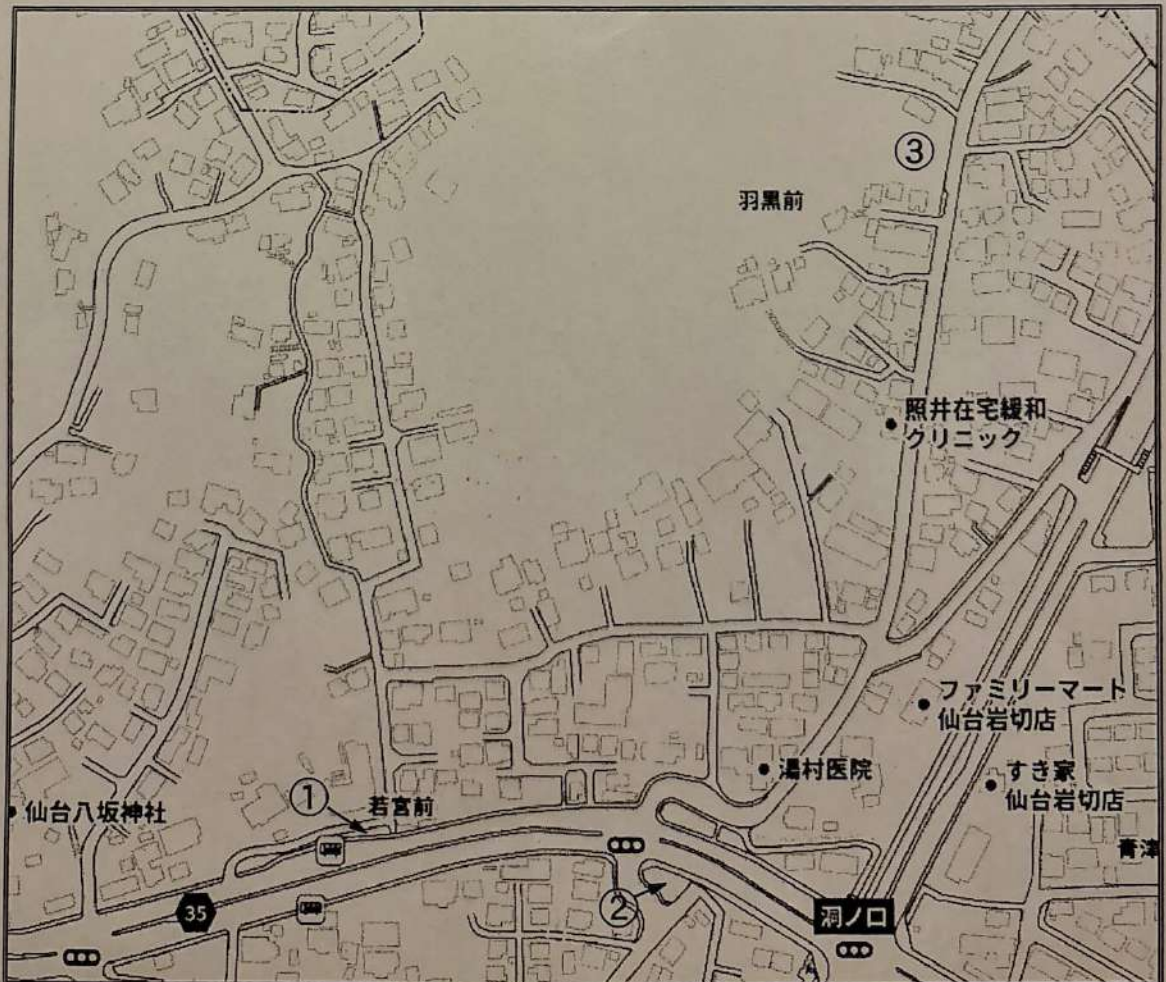 ③
羽黒前
照井在宅緩和
クリニック
ファミリーマート
仙台岩切店
湯村医院
すき家
仙台岩切店
①
若宮前
仙台八坂神社
青津
35
②
洞ノ口